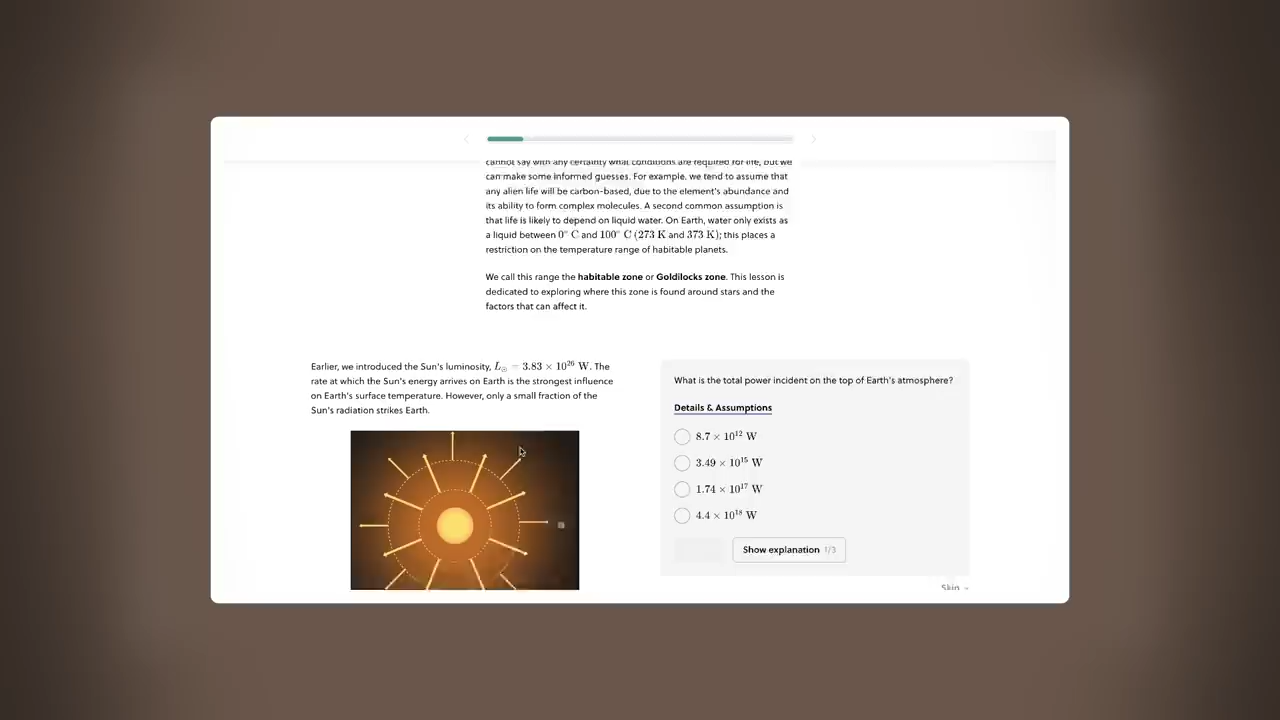 cannot say with any certainty what conditions are required for life, but we
can make some informed guesses. For example, we tend to assume that
any alien life will be carbon-based, due to the element's abundance and
its ability to form complex molecules. A second common assumption is
that life is likely to depend on liquid water. On Earth, water only exists as
a liquid between 0° C and 100° C (273 K and 373 K); this places a
restriction on the temperature range of habitable planets.
We call this range the habitable zone or Goldilocks zone. This lesson is
dedicated to exploring where this zone is found around stars and the
factors that can affect it.
Earlier, we introduced the Sun's luminosity, L☉ = 3.83 × 10²⁶ W. The
rate at which the Sun's energy arrives on Earth is the strongest influence
on Earth's surface temperature. However, only a small fraction of the
Sun's radiation strikes Earth.
What is the total power incident on the top of Earth's atmosphere?
Details & Assumptions
8.7 × 10¹² W
3.49 × 10¹⁵ W
1.74 × 10¹⁷ W
4.4 × 10¹⁸ W
Show explanation 1/3
Skip